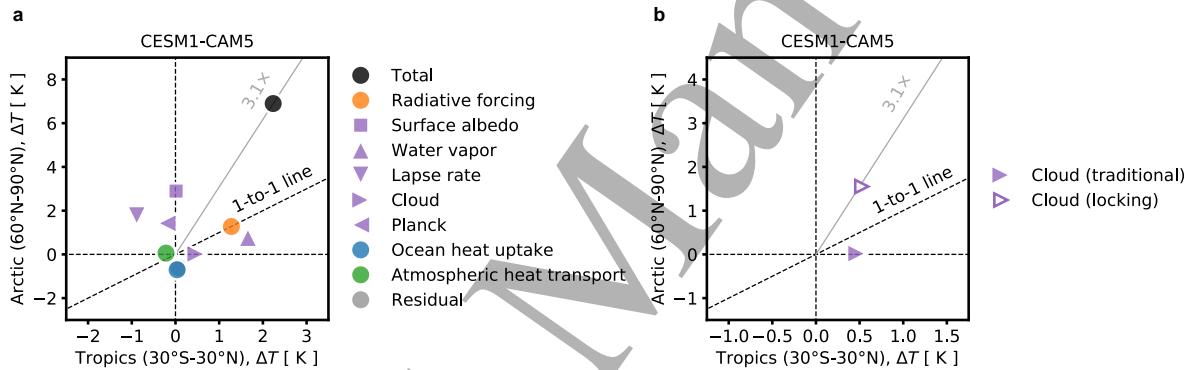 a
CESM1-CAM5
Arctic (60°N-90°N), ΔT [ K ]
8
6
4
2
0
−2
3.1×
1-to-1 line
−2 −1 0 1 2 3
Tropics (30°S-30°N), ΔT [ K ]
Total
Radiative forcing
Surface albedo
Water vapor
Lapse rate
Cloud
Planck
Ocean heat uptake
Atmospheric heat transport
Residual
b
CESM1-CAM5
Arctic (60°N-90°N), ΔT [ K ]
4
3
2
1
0
−1
3.1×
1-to-1 line
−1.0 −0.5 0.0 0.5 1.0 1.5
Tropics (30°S-30°N), ΔT [ K ]
Cloud (traditional)
Cloud (locking)
Man